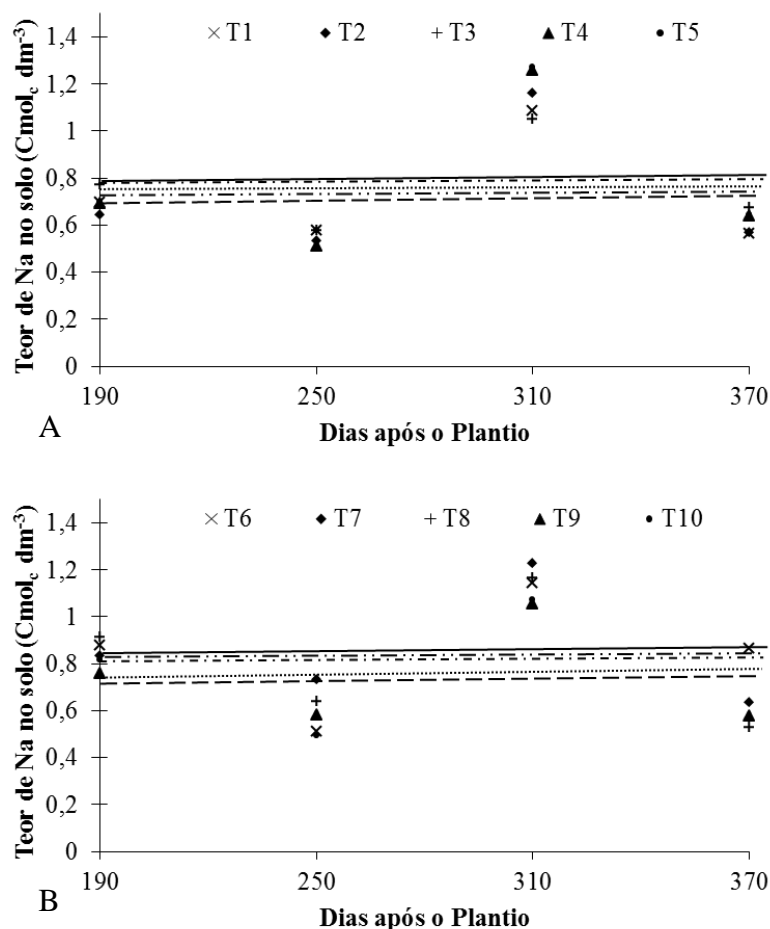 1,4
T1 T2 T3 T4 T5
1,2
1
0,8
0,6
0,4
0,2
0
Teor de Na no solo (Cmolc dm-3)
190 250 310 370
A
Dias após o Plantio
1,4
T6 T7 T8 T9 T10
1,2
1
0,8
0,6
0,4
0,2
0
Teor de Na no solo (Cmolc dm-3)
190 250 310 370
B
Dias após o Plantio